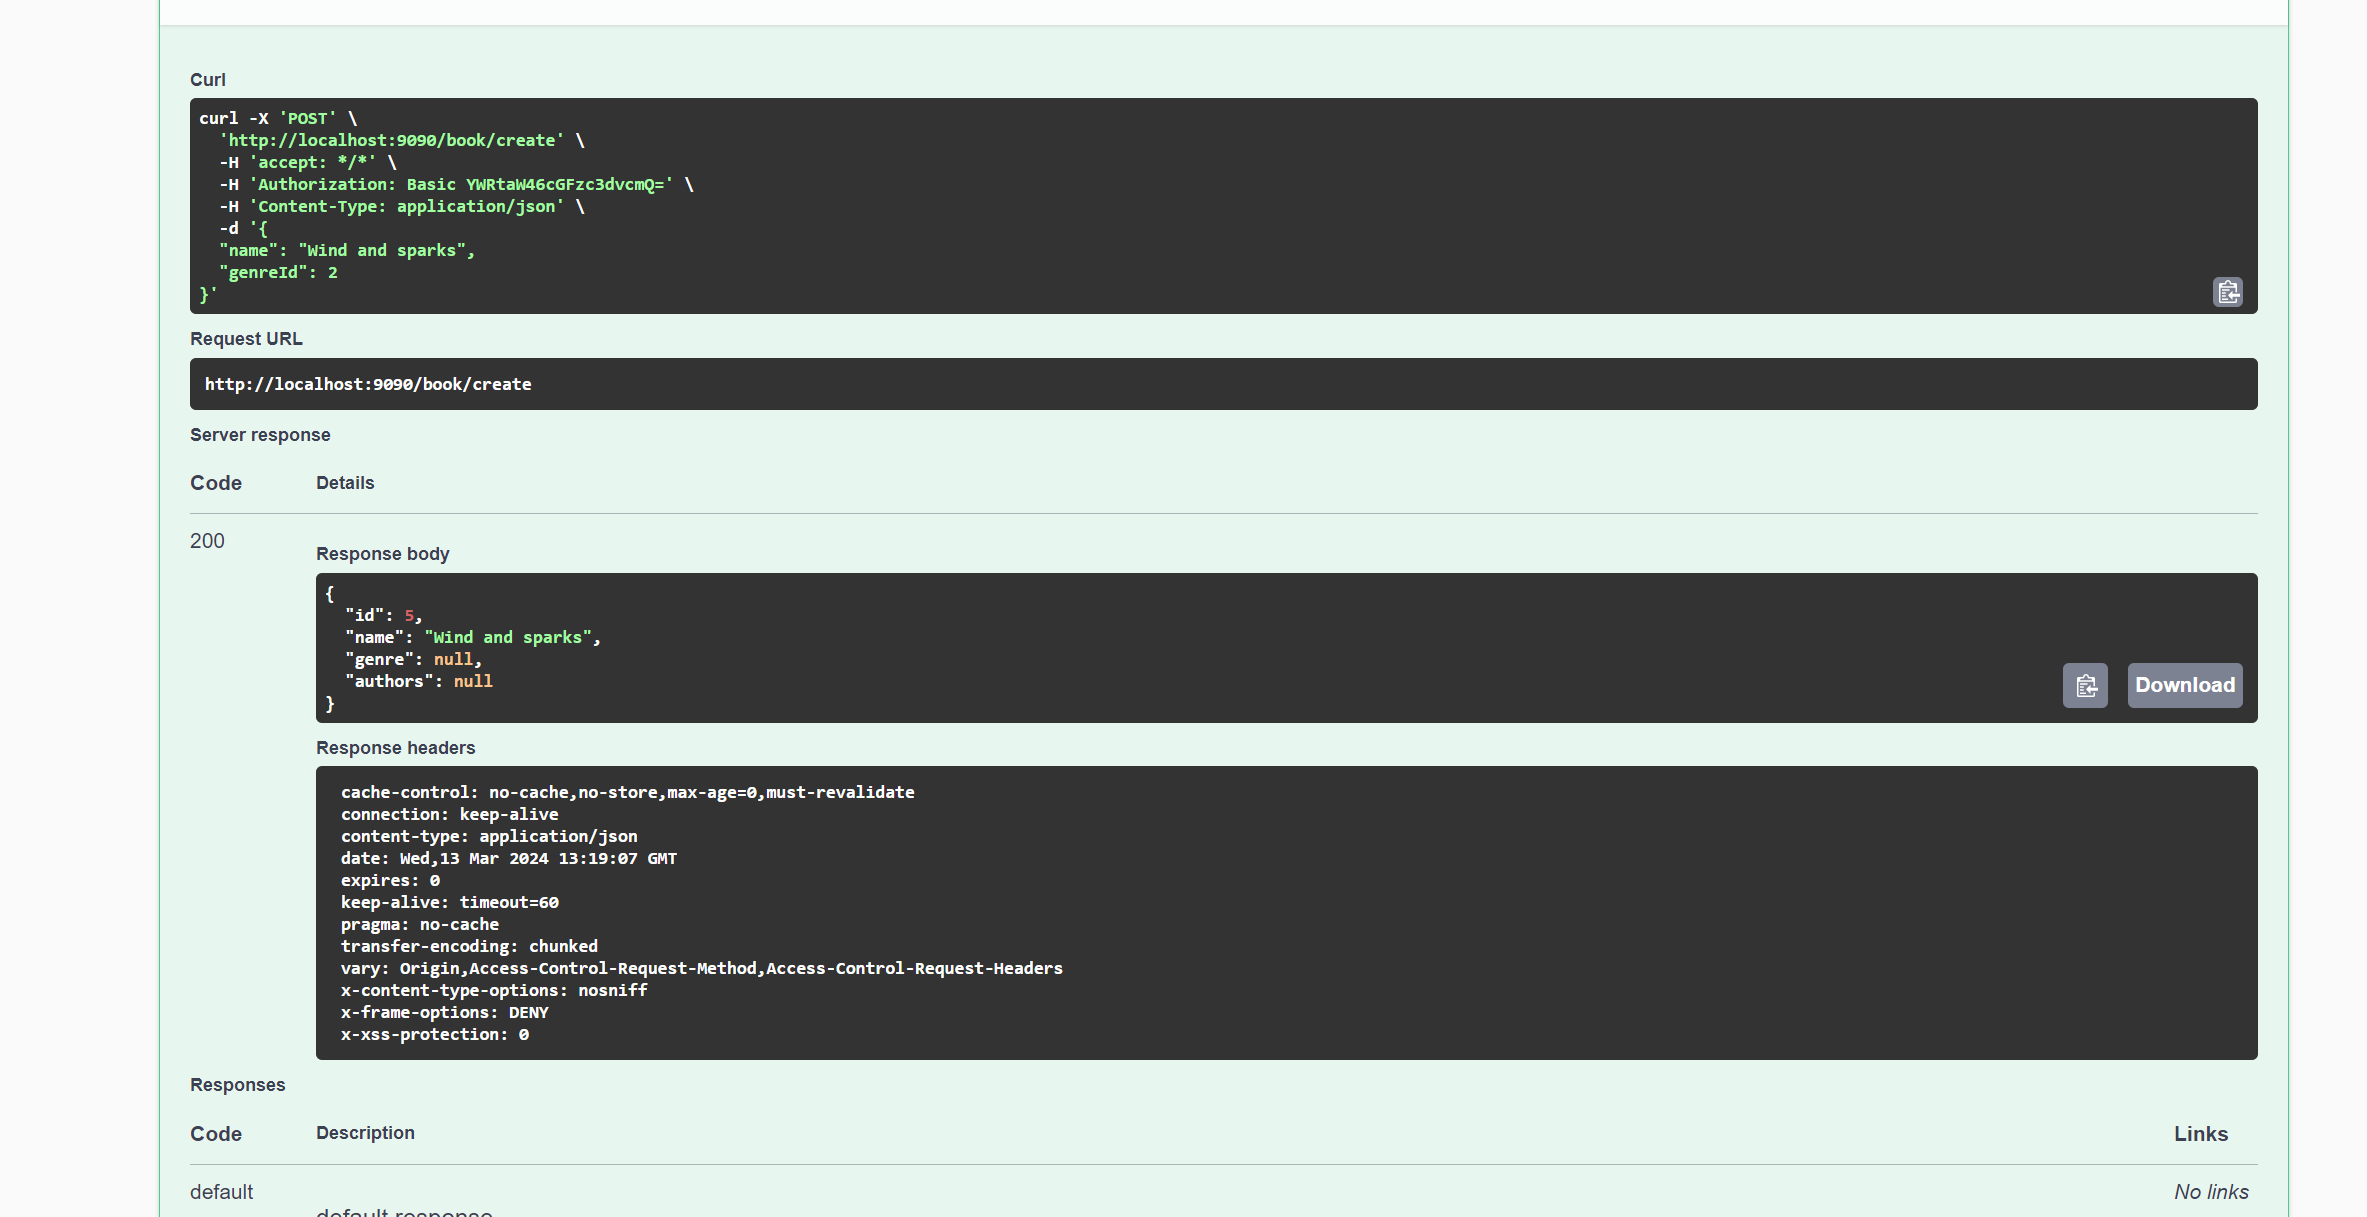 Curl
curl -X 'POST' \
'http://localhost:9090/book/create' \
-H 'accept: */*' \
-H 'Authorization: Basic YWRtaW46cGFzc3dvcmQ=' \
-H 'Content-Type: application/json' \
-d '{
"name": "Wind and sparks",
"genreId": 2
}'
Request URL
http://localhost:9090/book/create
Server response
Code Details
200
Response body
{
"id": 5,
"name": "Wind and sparks",
"genre": null,
"authors": null
}
Download
Response headers
cache-control: no-cache,no-store,max-age=0,must-revalidate
connection: keep-alive
content-type: application/json
date: Wed,13 Mar 2024 13:19:07 GMT
expires: 0
keep-alive: timeout=60
pragma: no-cache
transfer-encoding: chunked
vary: Origin,Access-Control-Request-Method,Access-Control-Request-Headers
x-content-type-options: nosniff
x-frame-options: DENY
x-xss-protection: 0
Responses
Code Description Links
default No links
default response